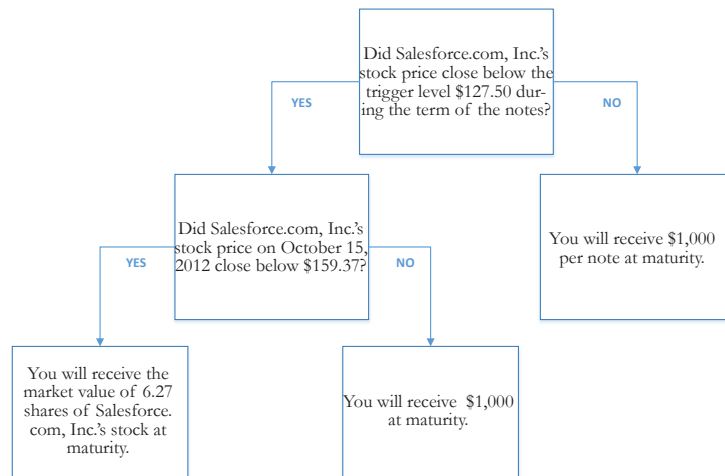 Did Salesforce.com, Inc.'s
stock price close below the
trigger level $127.50 dur-
ing the term of the notes?
YES
NO
Did Salesforce.com, Inc.'s
stock price on October 15,
2012 close below $159.37?
You will receive $1,000
per note at maturity.
YES
NO
You will receive the
market value of 6.27
shares of Salesforce.
com, Inc.'s stock at
maturity.
You will receive $1,000
at maturity.